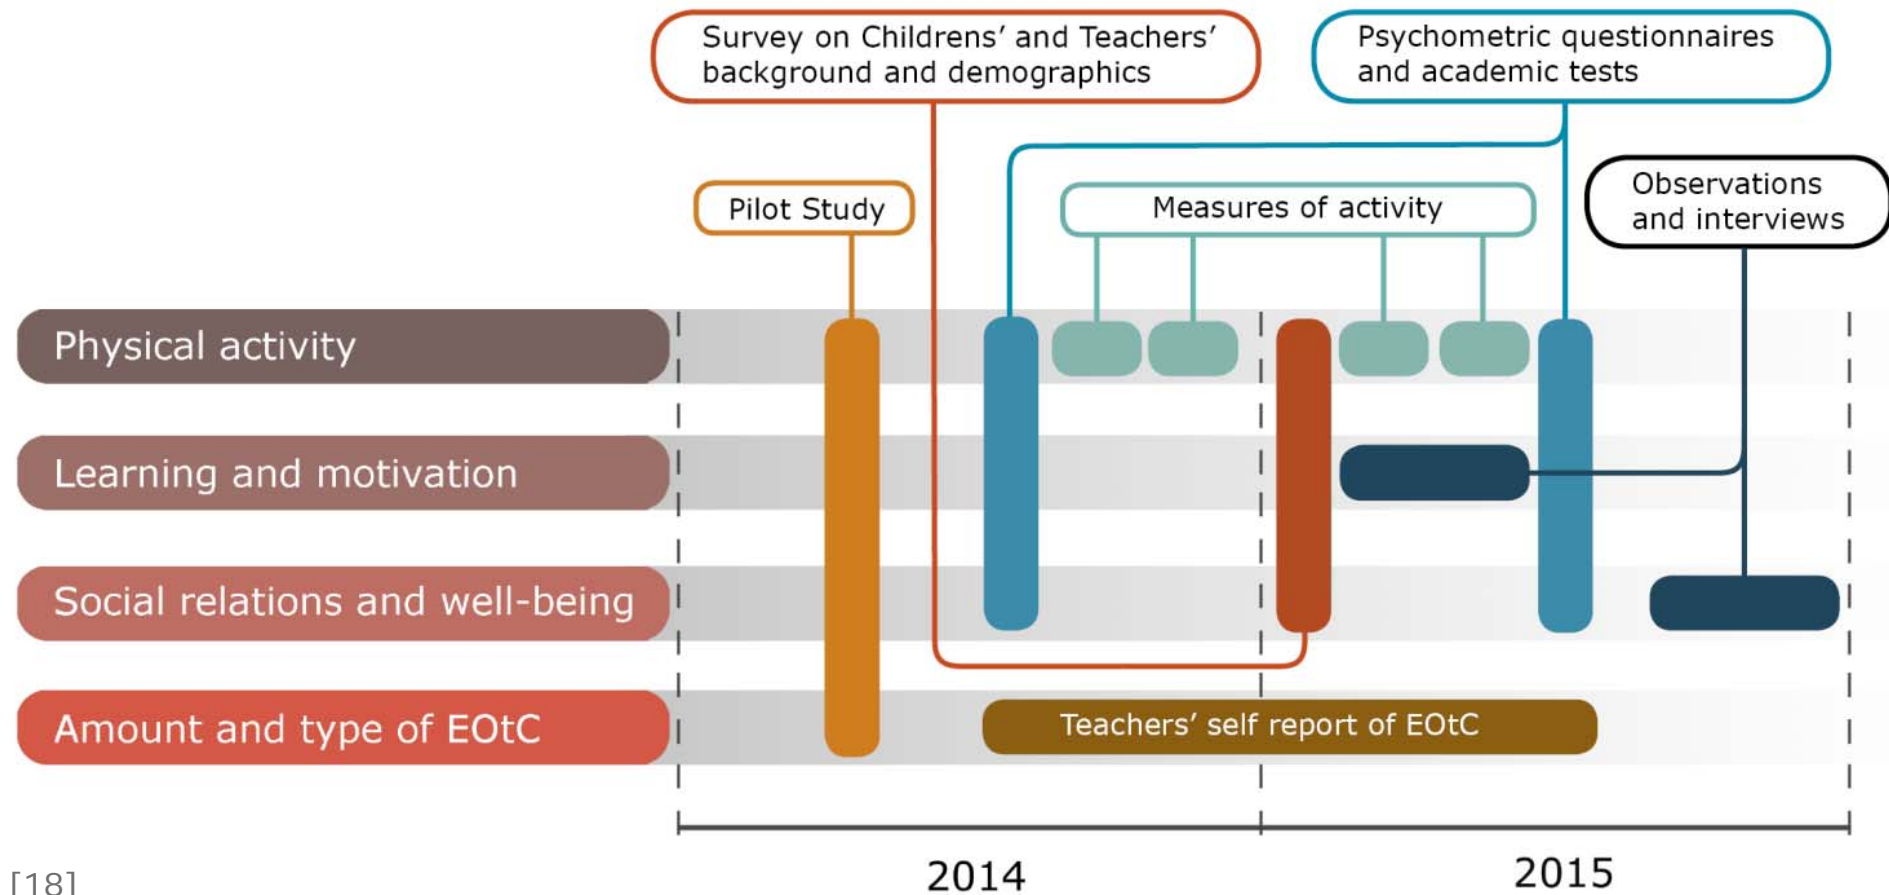 Survey on Childrens’ and Teachers’
background and demographics
Psychometric questionnaires
and academic tests
Pilot Study
Measures of activity
Observations
and interviews
Physical activity
Learning and motivation
Social relations and well-being
Amount and type of EOtC
Teachers’ self report of EOtC
2014
2015
[18]